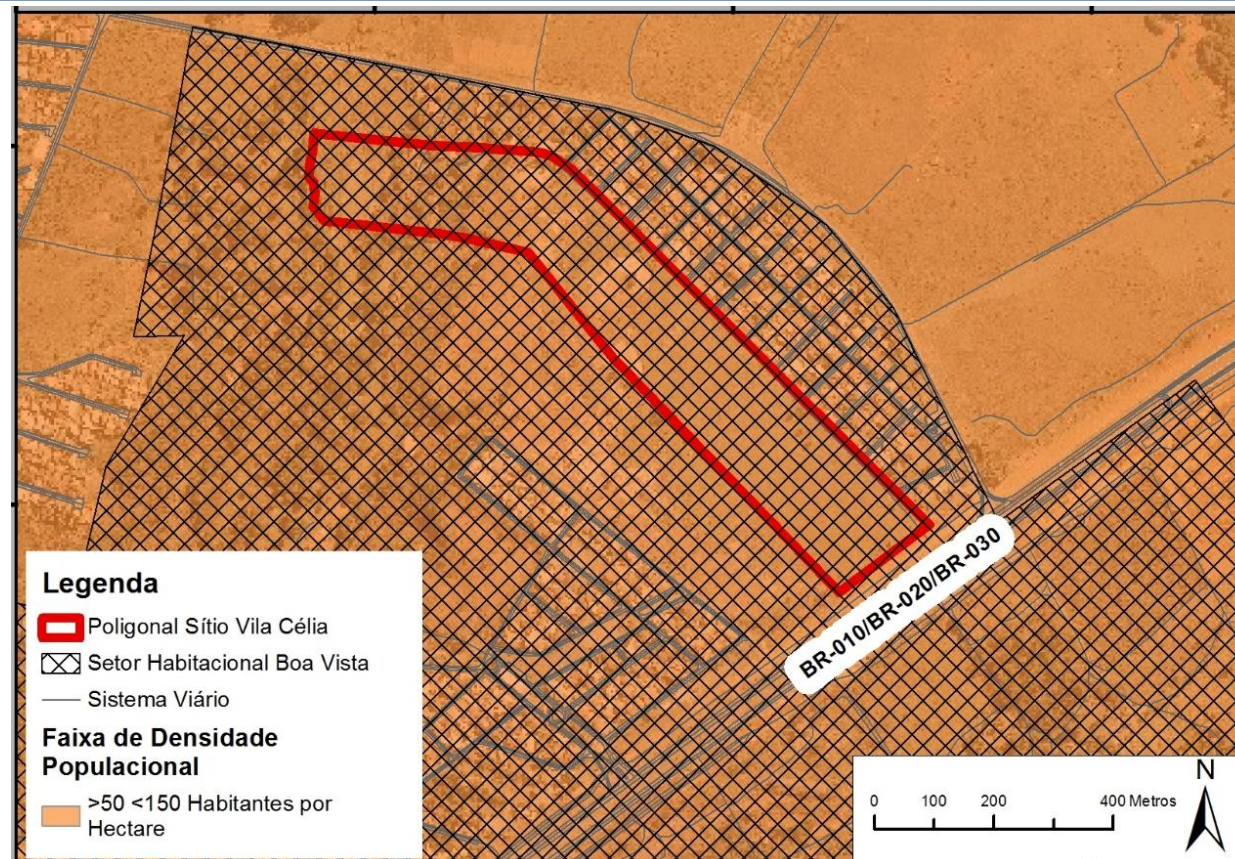 BR-010/BR-020/BR-030
Legenda
Poligonal Sítio Vila Célia
Setor Habitacional Boa Vista
Sistema Viário
Faixa de Densidade
Populacional
>50 <150 Habitantes por
Hectare
N
0 100 200 400 Metros